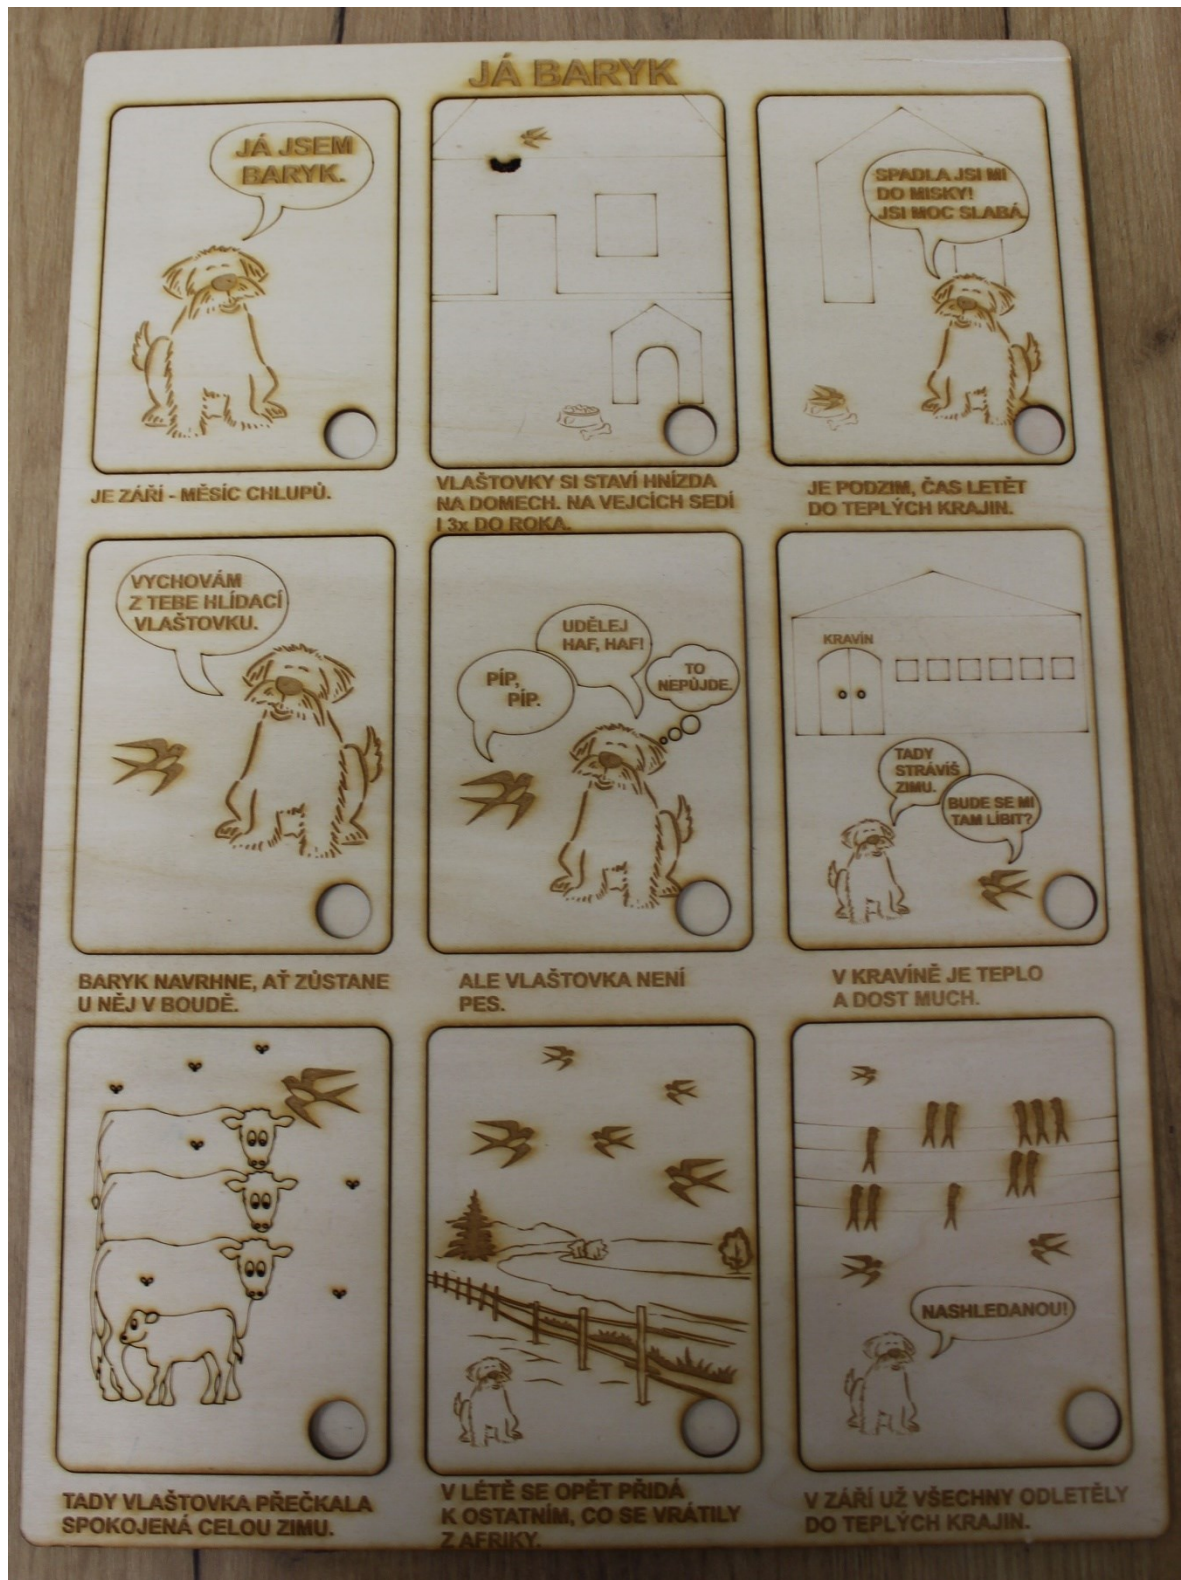 JÁ BARYK
JÁ JSEM
BARYK.
JE ZÁŘÍ - MĚSÍC CHLUPŮ.
VLAŠTOVKY SI STAVÍ HNÍZDA
NA DOMECH. NA VEJCÍCH SEDÍ
I 3x DO ROKA.
SPADLA JSI MI
DO MISKY!
JSI MOC SLABÁ.
JE PODZIM, ČAS LETĚT
DO TEPLÝCH KRAJIN.
VYCHOVÁM
Z TEBE HLÍDACÍ
VLAŠTOVKU.
BARYK NAVRHNE, AŤ ZŮSTANE
U NĚJ V BOUDĚ.
UDĚLEJ
HAF, HAF!
PÍP,
PÍP.
TO
NEPŮJDE.
ALE VLAŠTOVKA NENÍ
PES.
KRAVÍN
TADY
STRÁVÍŠ
ZIMU.
BUDE SE MI
TAM LÍBIT?
V KRAVÍNĚ JE TEPLO
A DOST MUCH.
TADY VLAŠTOVKA PŘEČKALA
SPOKOJENÁ CELOU ZIMU.
V LÉTĚ SE OPĚT PŘIDÁ
K OSTATNÍM, CO SE VRÁTILY
Z AFRIKY.
NASHLEDANOU!
V ZÁŘÍ UŽ VŠECHNY ODLETĚLY
DO TEPLÝCH KRAJIN.